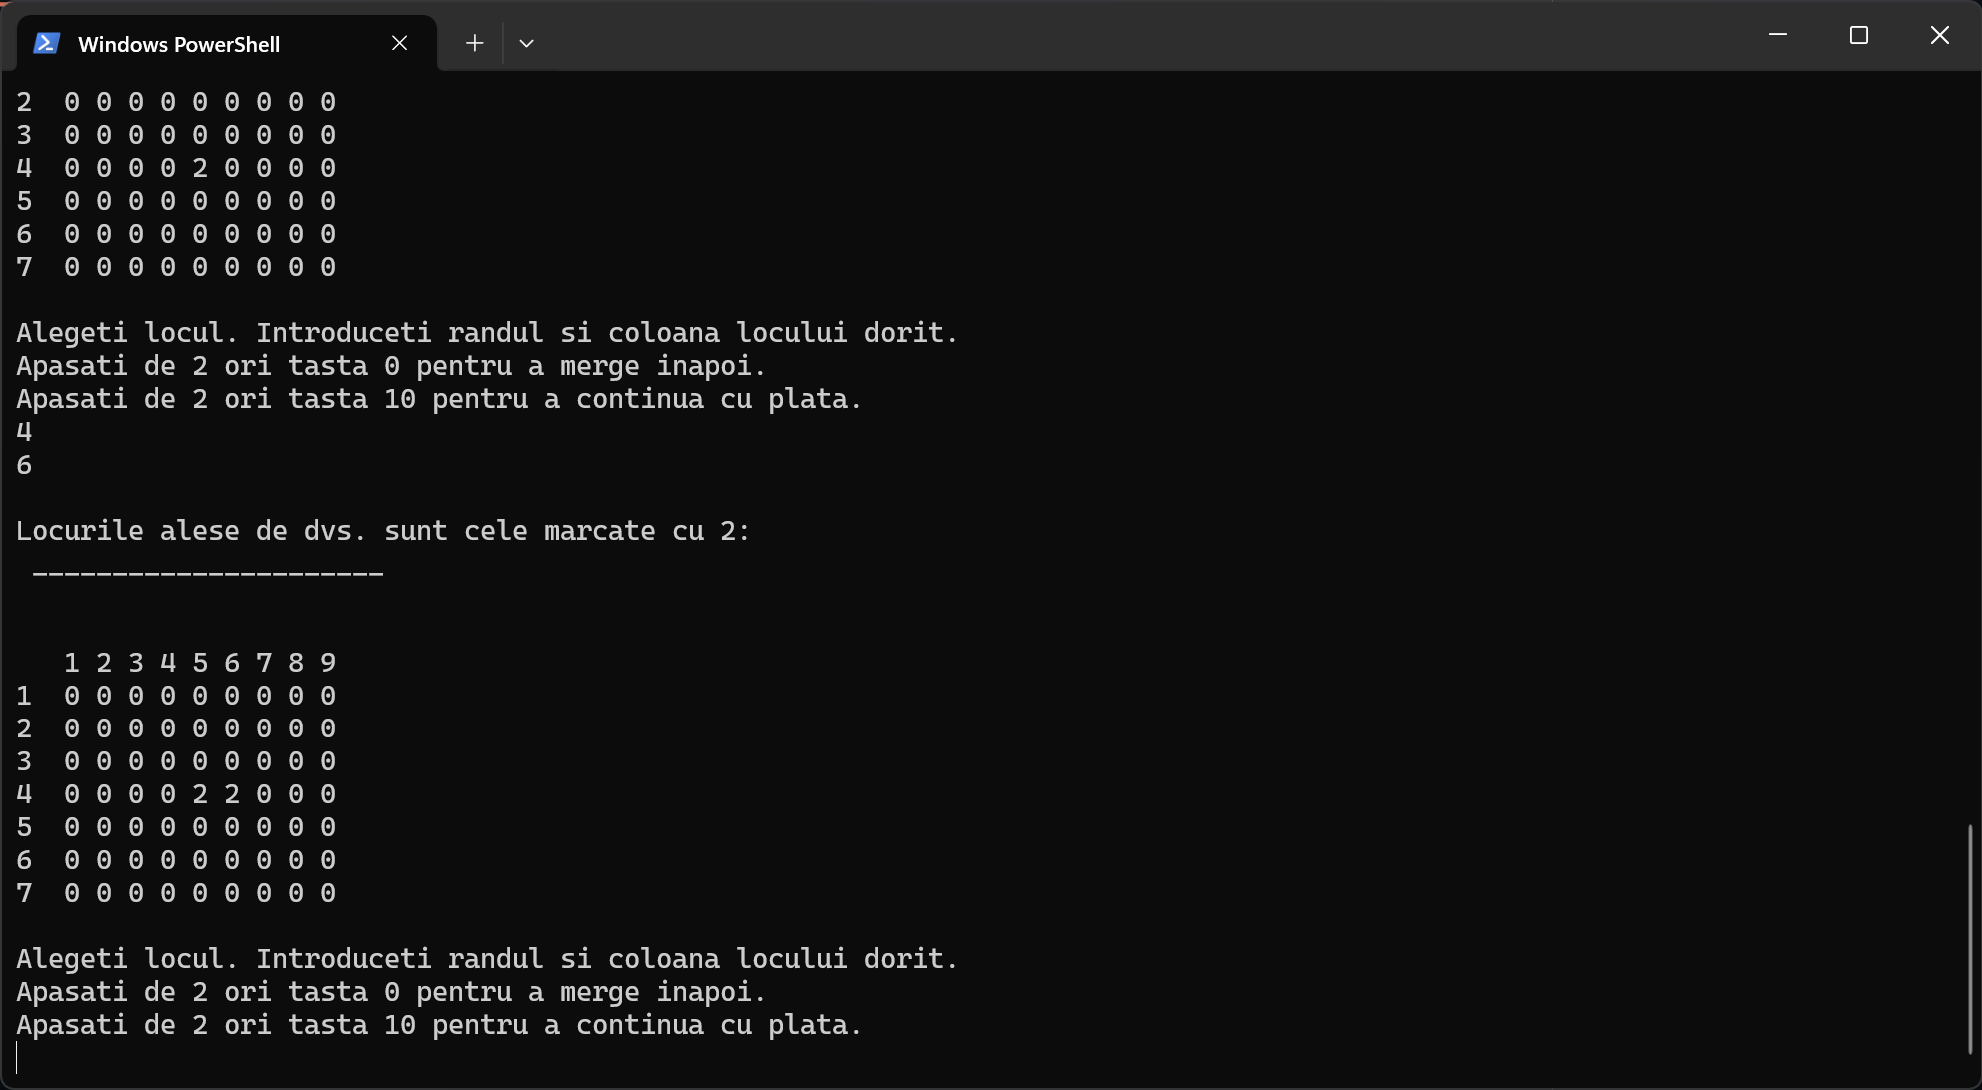 Windows PowerShell
2  0 0 0 0 0 0 0 0 0
3  0 0 0 0 0 0 0 0 0
4  0 0 0 0 2 0 0 0 0
5  0 0 0 0 0 0 0 0 0
6  0 0 0 0 0 0 0 0 0
7  0 0 0 0 0 0 0 0 0
Alegeti locul. Introduceti randul si coloana locului dorit.
Apasati de 2 ori tasta 0 pentru a merge inapoi.
Apasati de 2 ori tasta 10 pentru a continua cu plata.
4
6
Locurile alese de dvs. sunt cele marcate cu 2:
 ______________________
   1 2 3 4 5 6 7 8 9
1  0 0 0 0 0 0 0 0 0
2  0 0 0 0 0 0 0 0 0
3  0 0 0 0 0 0 0 0 0
4  0 0 0 0 2 2 0 0 0
5  0 0 0 0 0 0 0 0 0
6  0 0 0 0 0 0 0 0 0
7  0 0 0 0 0 0 0 0 0
Alegeti locul. Introduceti randul si coloana locului dorit.
Apasati de 2 ori tasta 0 pentru a merge inapoi.
Apasati de 2 ori tasta 10 pentru a continua cu plata.